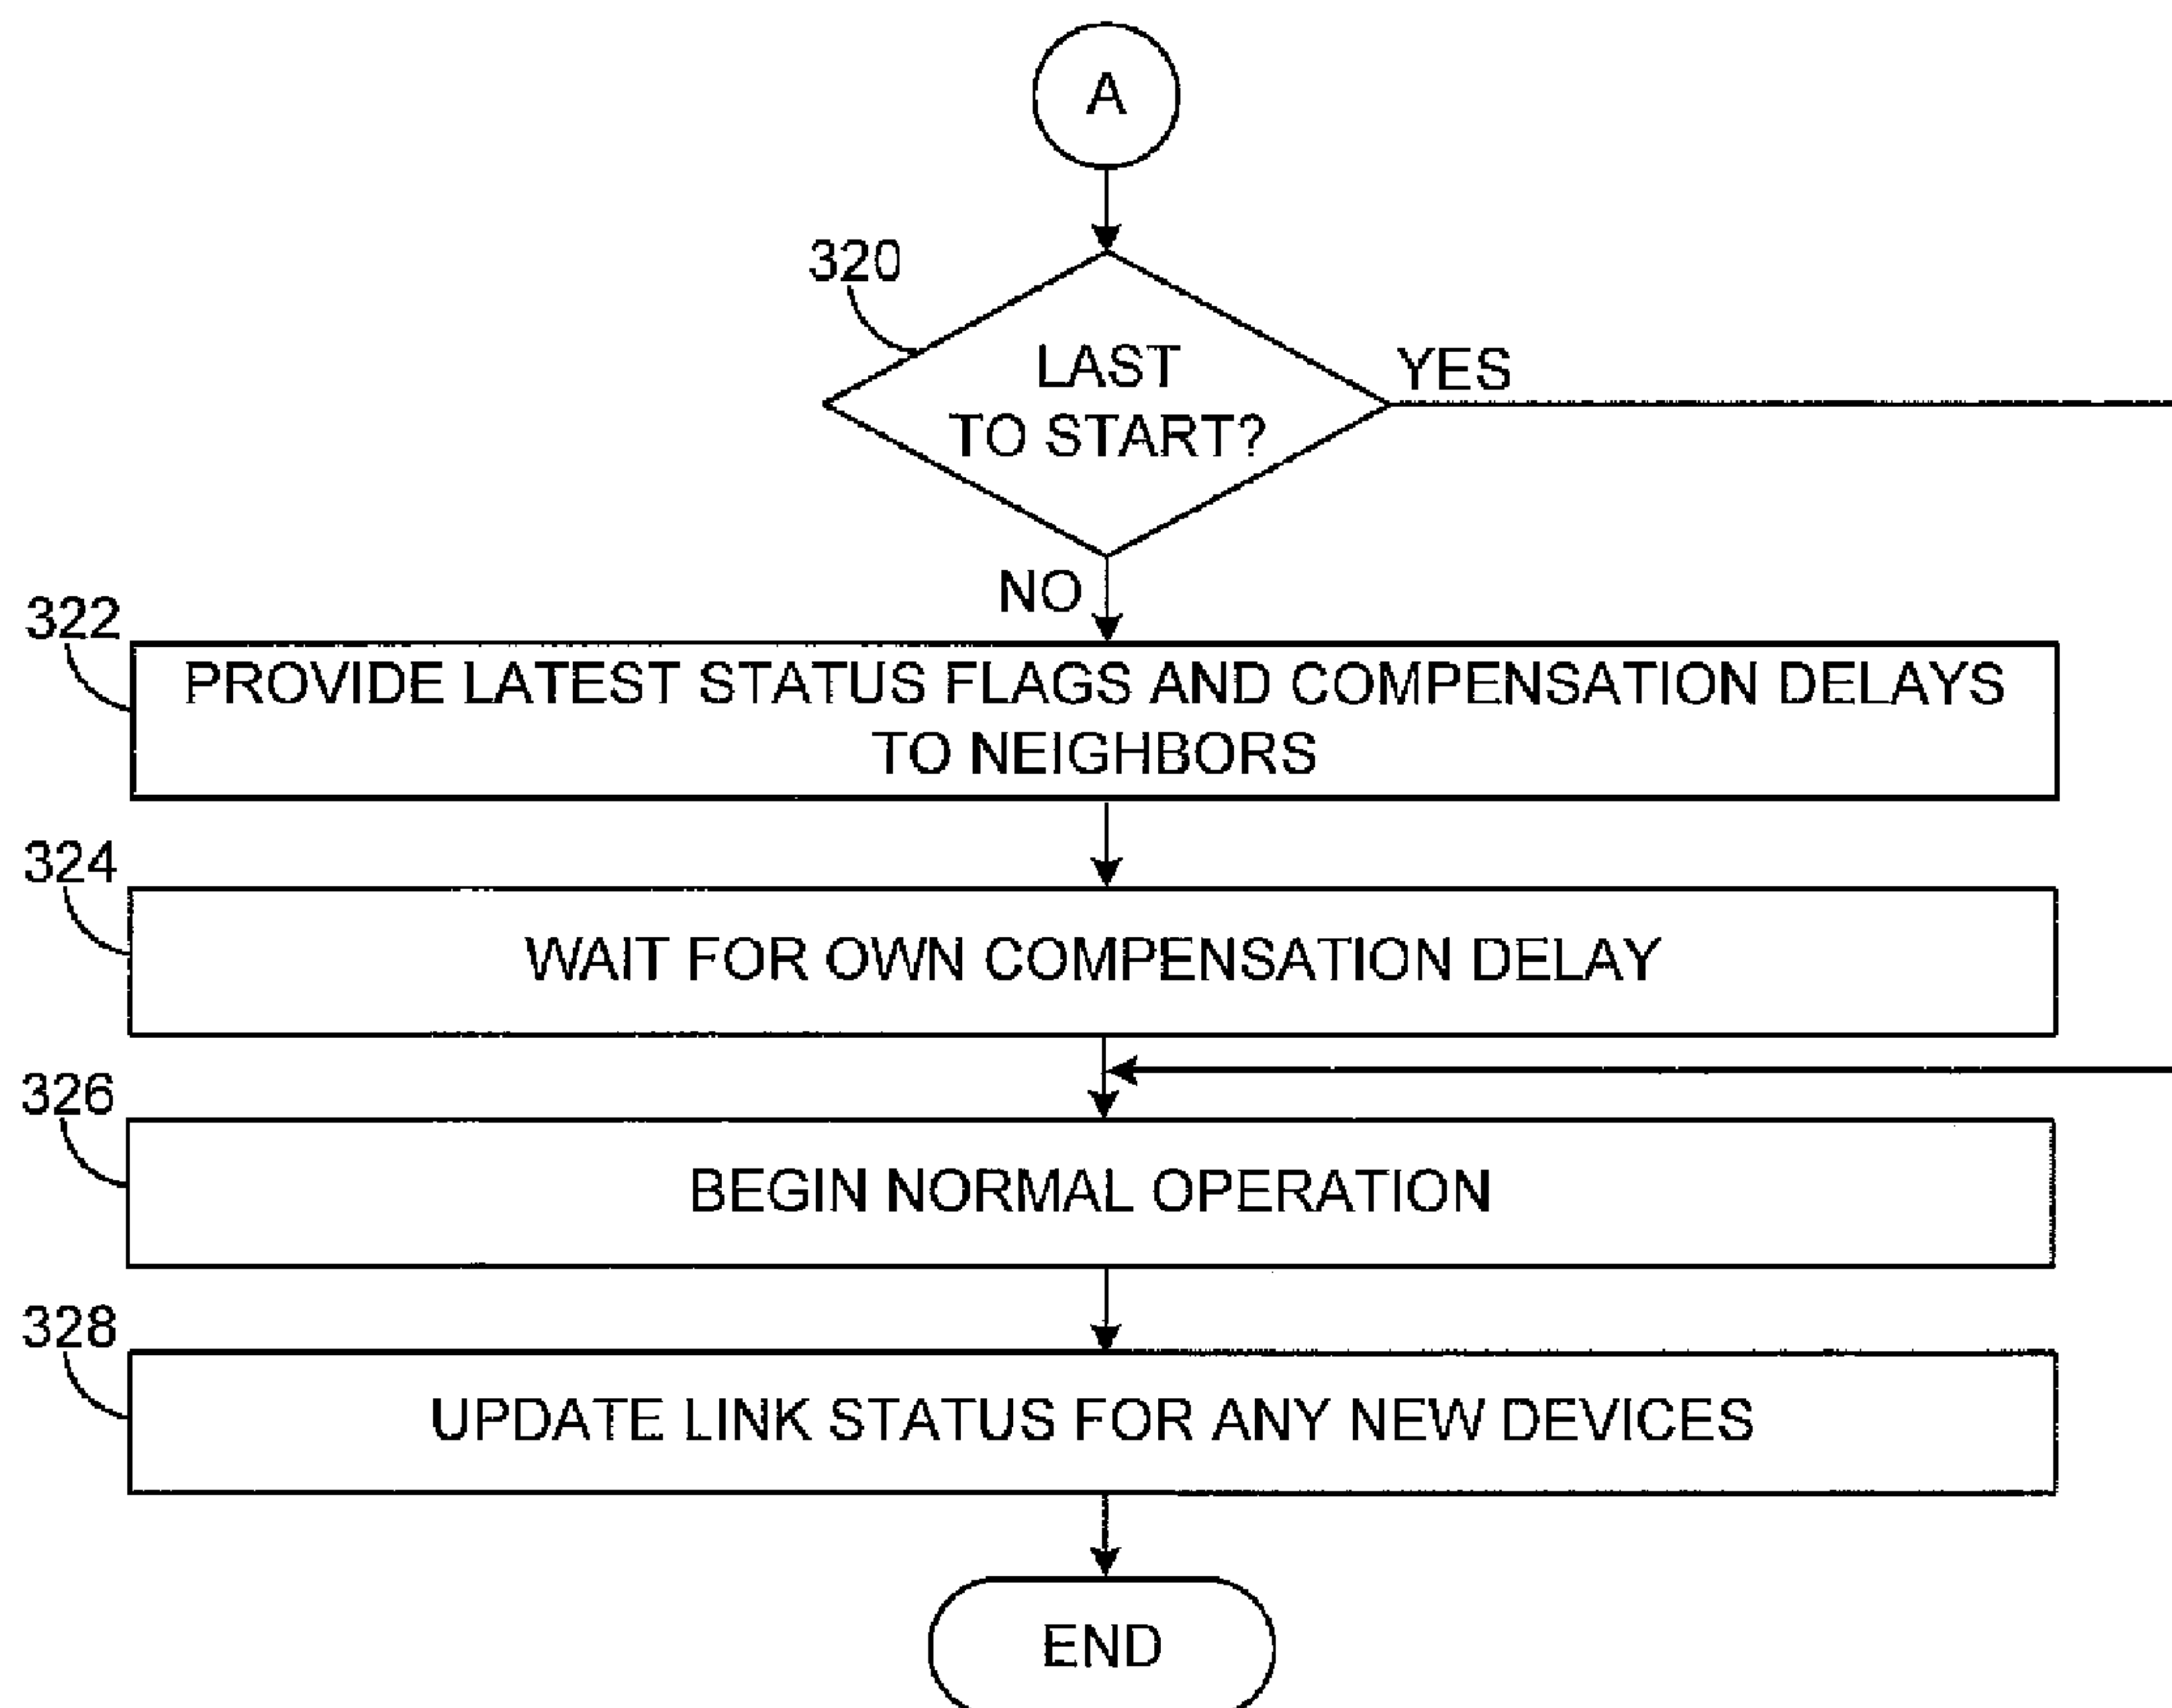 A
320
LAST
TO START?
YES
NO
322
PROVIDE LATEST STATUS FLAGS AND COMPENSATION DELAYS
TO NEIGHBORS
324
WAIT FOR OWN COMPENSATION DELAY
326
BEGIN NORMAL OPERATION
328
UPDATE LINK STATUS FOR ANY NEW DEVICES
END